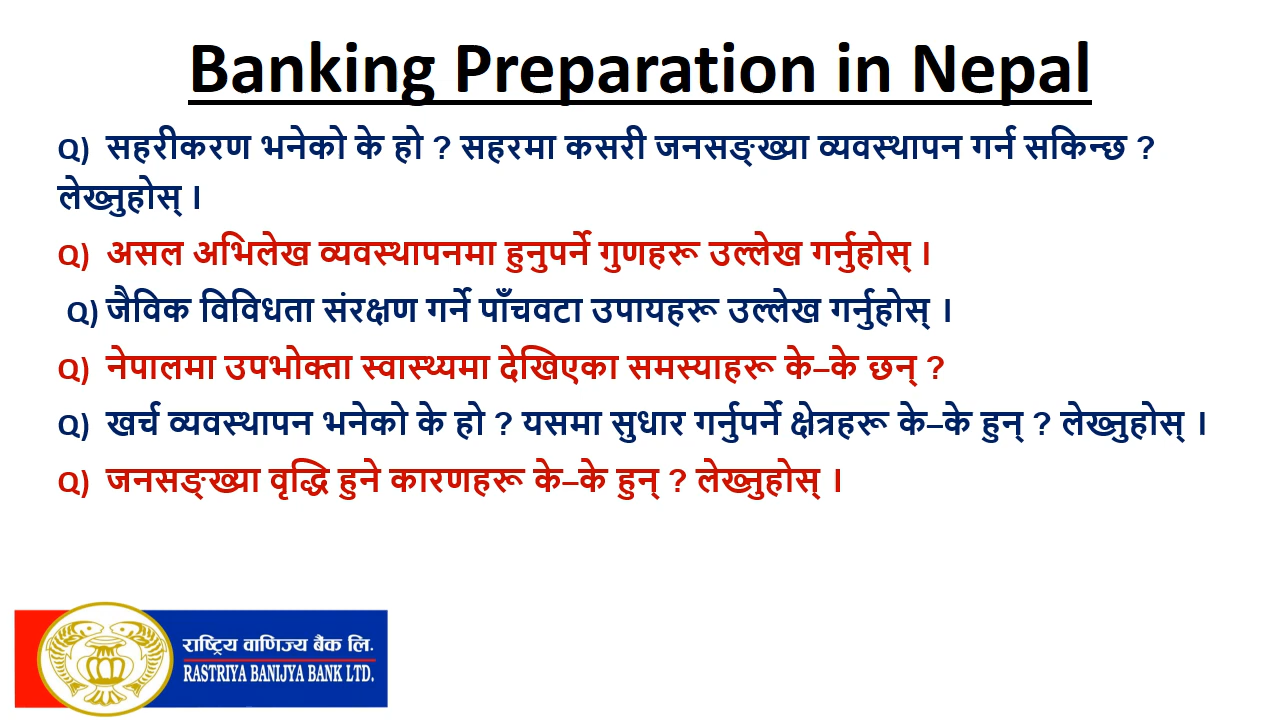 Banking Preparation in Nepal
Q) सहरीकरण भनेको के हो ? सहरमा कसरी जनसङ्ख्या व्यवस्थापन गर्न सकिन्छ ?
लेख्नुहोस् ।
Q) असल अभिलेख व्यवस्थापनमा हुनुपर्ने गुणहरू उल्लेख गर्नुहोस् ।
Q) जैविक विविधता संरक्षण गर्ने पाँचवटा उपायहरू उल्लेख गर्नुहोस् ।
Q) नेपालमा उपभोक्ता स्वास्थ्यमा देखिएका समस्याहरू के–के छन् ?
Q) खर्च व्यवस्थापन भनेको के हो ? यसमा सुधार गर्नुपर्ने क्षेत्रहरू के–के हुन् ? लेख्नुहोस् ।
Q) जनसङ्ख्या वृद्धि हुने कारणहरू के–के हुन् ? लेख्नुहोस् ।
राष्ट्रिय वाणिज्य बैंक लि.
RASTRIYA BANIJYA BANK LTD.